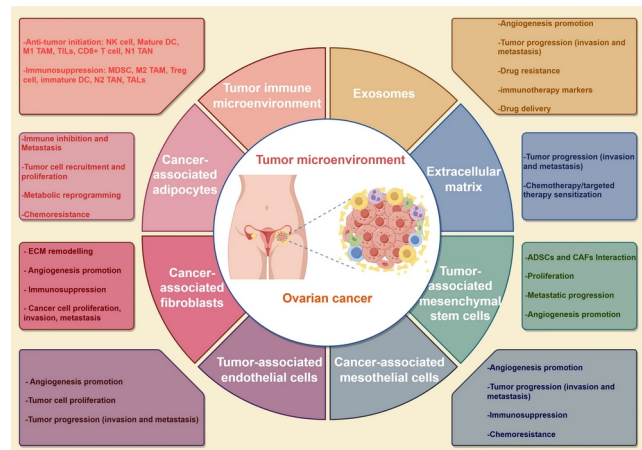 -Anti-tumor initiation: NK cell, Mature DC,
M1 TAM, TILs, CD8+ T cell, N1 TAN
-Immunosuppression: MDSC, M2 TAM, Treg
cell, immature DC, N2 TAN, TALs
Tumor immune
microenvironment
Exosomes
-Angiogenesis promotion
-Tumor progression (invasion and
metastasis)
-Drug resistance
-immunotherapy markers
-Drug delivery
-Immune inhibition and
Metastasis
-Tumor cell recruitment and
proliferation
-Metabolic reprogramming
-Chemoresistance
Cancer-
associated
adipocytes
Tumor microenvironment
Extracellular
matrix
-Tumor progression (invasion
and metastasis)
-Chemotherapy/targeted
therapy sensitization
- ECM remodelling
- Angiogenesis promotion
- Immunosuppression
- Cancer cell proliferation,
invasion, metastasis
Cancer-
associated
fibroblasts
Ovarian cancer
Tumor-
associated
mesenchymal
stem cells
-ADSCs and CAFs Interaction
-Proliferation
-Metastatic progression
-Angiogenesis promotion
- Angiogenesis promotion
-Tumor cell proliferation
-Tumor progression (invasion and metastasis)
Tumor-associated
endothelial cells
Cancer-associated
mesothelial cells
-Angiogenesis promotion
-Tumor progression (invasion and
metastasis)
-Immunosuppression
-Chemoresistance